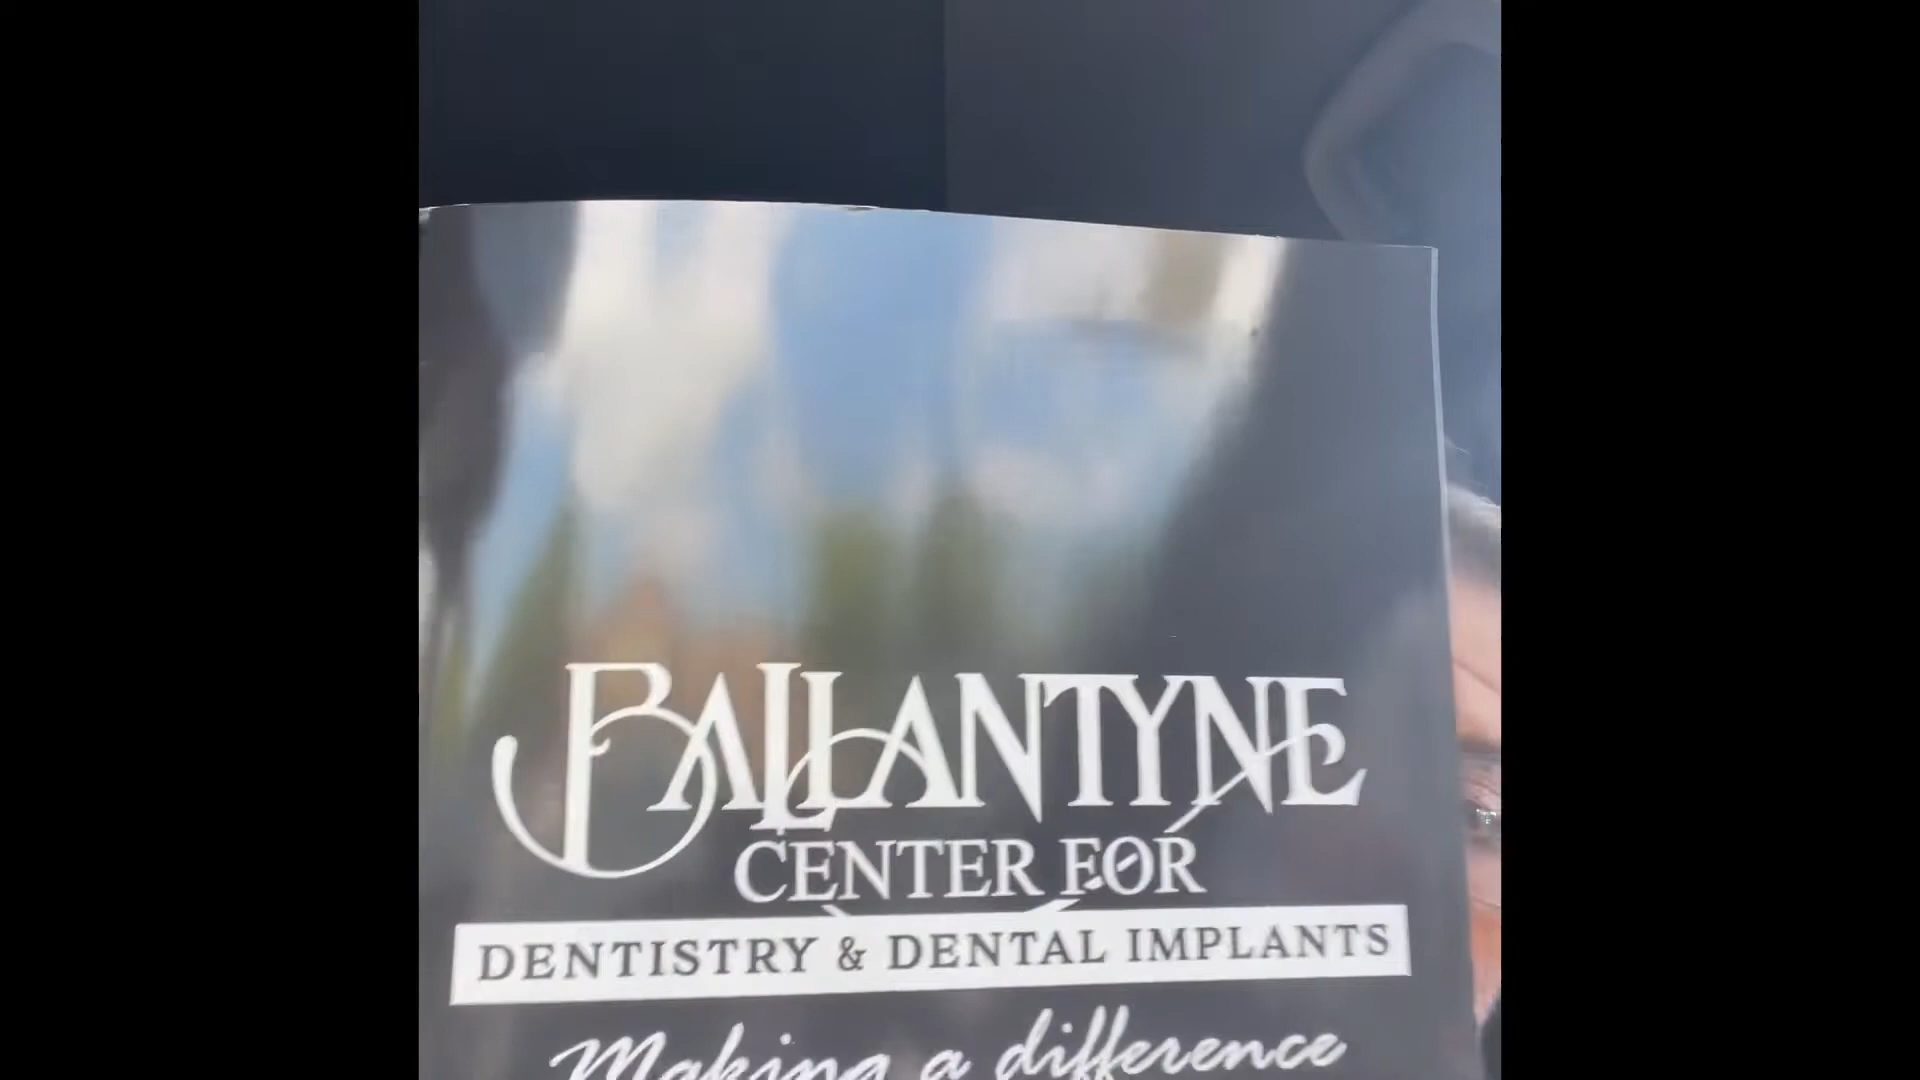 BALLANTYNE
CENTER FOR
DENTISTRY & DENTAL IMPLANTS
Making a difference